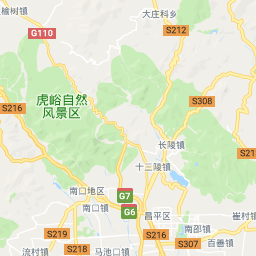 榆树镇
大庄科乡
G110
S212
虎峪自然
风景区
S216
S308
长陵镇
S21
十三陵镇
南口地区
南口镇
G7
G6
昌平区
南邵镇
崔村镇
S219
S218
S216
S307
百善镇
流村镇
马池口镇